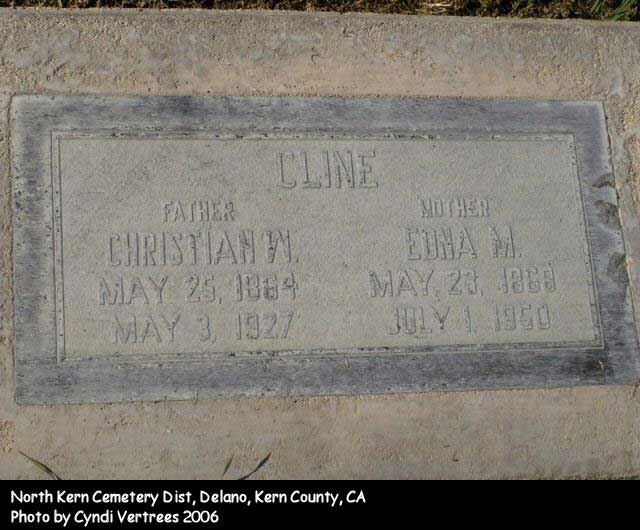 CLINE
FATHER
CHRISTIAN W.
MAY 25, 1864
MAY 3, 1927
MOTHER
EDNA M.
MAY, 23, 1868
JULY 1, 1950
North Kern Cemetery Dist, Delano, Kern County, CA
Photo by Cyndi Vertrees 2006